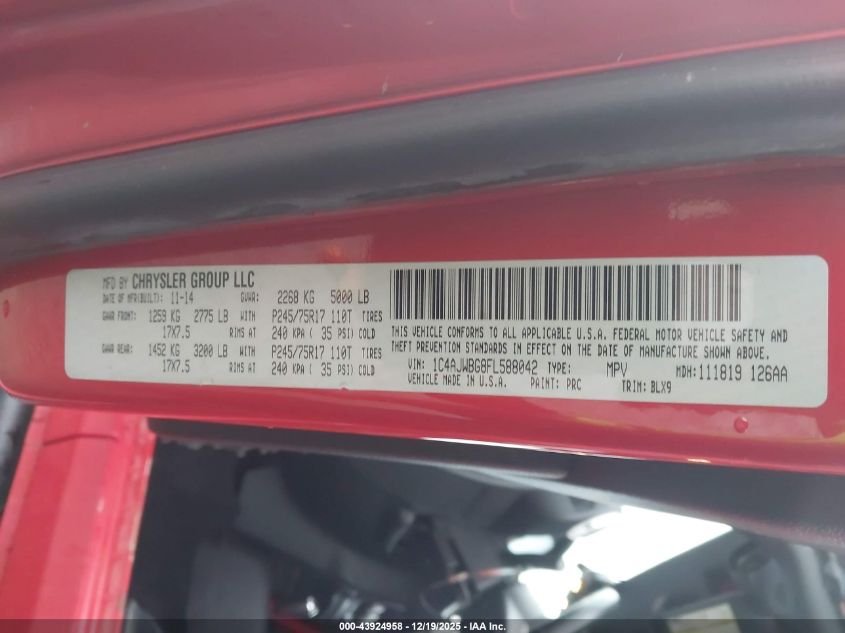 MFD BY CHRYSLER GROUP LLC
DATE OF MFR(BUILT): 11-14 GVWR: 2268 KG 5000 LB
GAWR FRONT: 1259 KG 2775 LB WITH P245/75R17 110T TIRES
17X7.5 RIMS AT 240 KPA ( 35 PSI) COLD
GAWR REAR: 1452 KG 3200 LB WITH P245/75R17 110T TIRES
17X7.5 RIMS AT 240 KPA ( 35 PSI) COLD
THIS VEHICLE CONFORMS TO ALL APPLICABLE U.S.A. FEDERAL MOTOR VEHICLE SAFETY AND
THEFT PREVENTION STANDARDS IN EFFECT ON THE DATE OF MANUFACTURE SHOWN ABOVE.
VIN: 1C4AJWBG8FL588042 TYPE: MPV MDH: 111819 126AA
VEHICLE MADE IN U.S.A. PAINT: PRC TRIM: BLX9
000-43924958 - 12/19/2025 - IAA Inc.